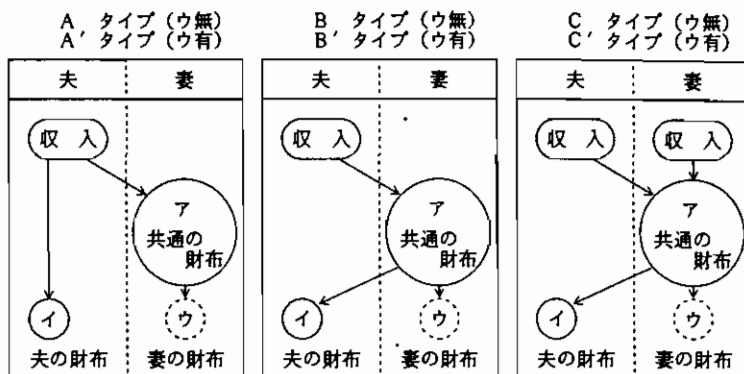 A タイプ (ウ無)
A′タイプ (ウ有)
夫 妻
収 入
ア
共通の
財布
イ ウ
夫の財布 妻の財布
B タイプ (ウ無)
B′タイプ (ウ有)
夫 妻
収 入
ア
共通の
財布
イ ウ
夫の財布 妻の財布
C タイプ (ウ無)
C′タイプ (ウ有)
夫 妻
収 入 収 入
ア
共通の
財布
イ ウ
夫の財布 妻の財布